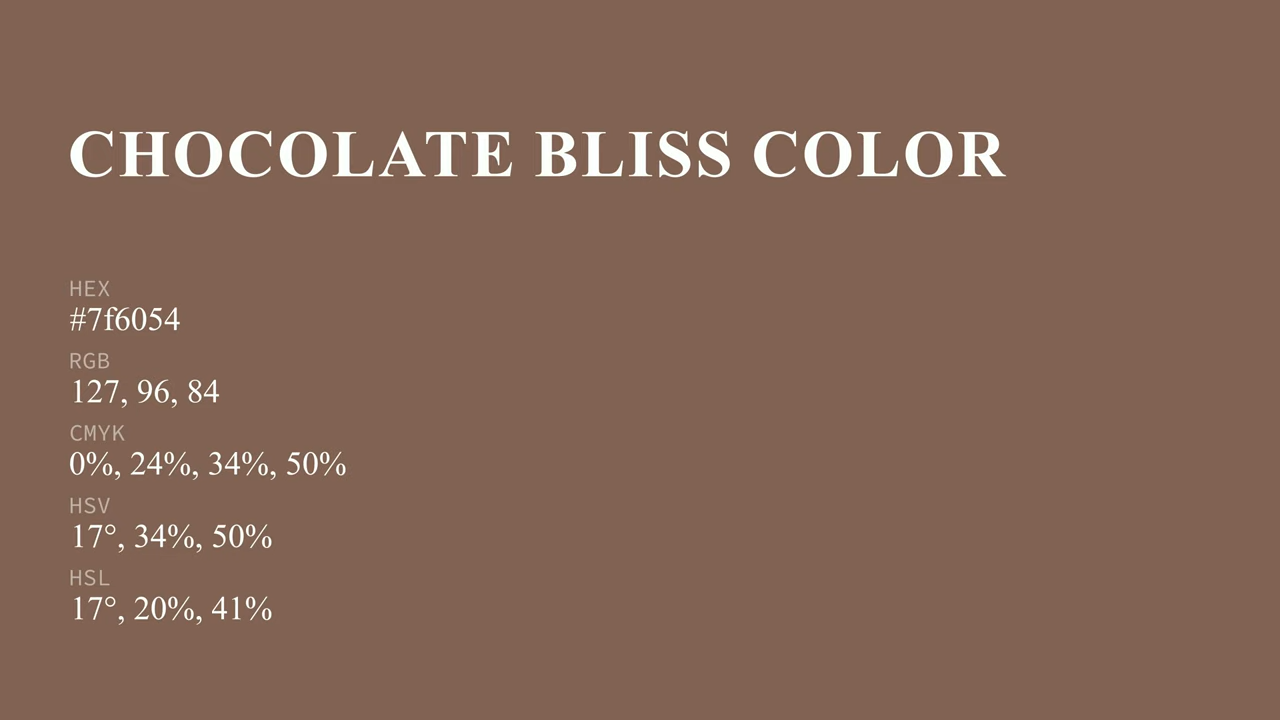 CHOCOLATE BLISS COLOR
HEX
#7f6054
RGB
127, 96, 84
CMYK
0%, 24%, 34%, 50%
HSV
17°, 34%, 50%
HSL
17°, 20%, 41%